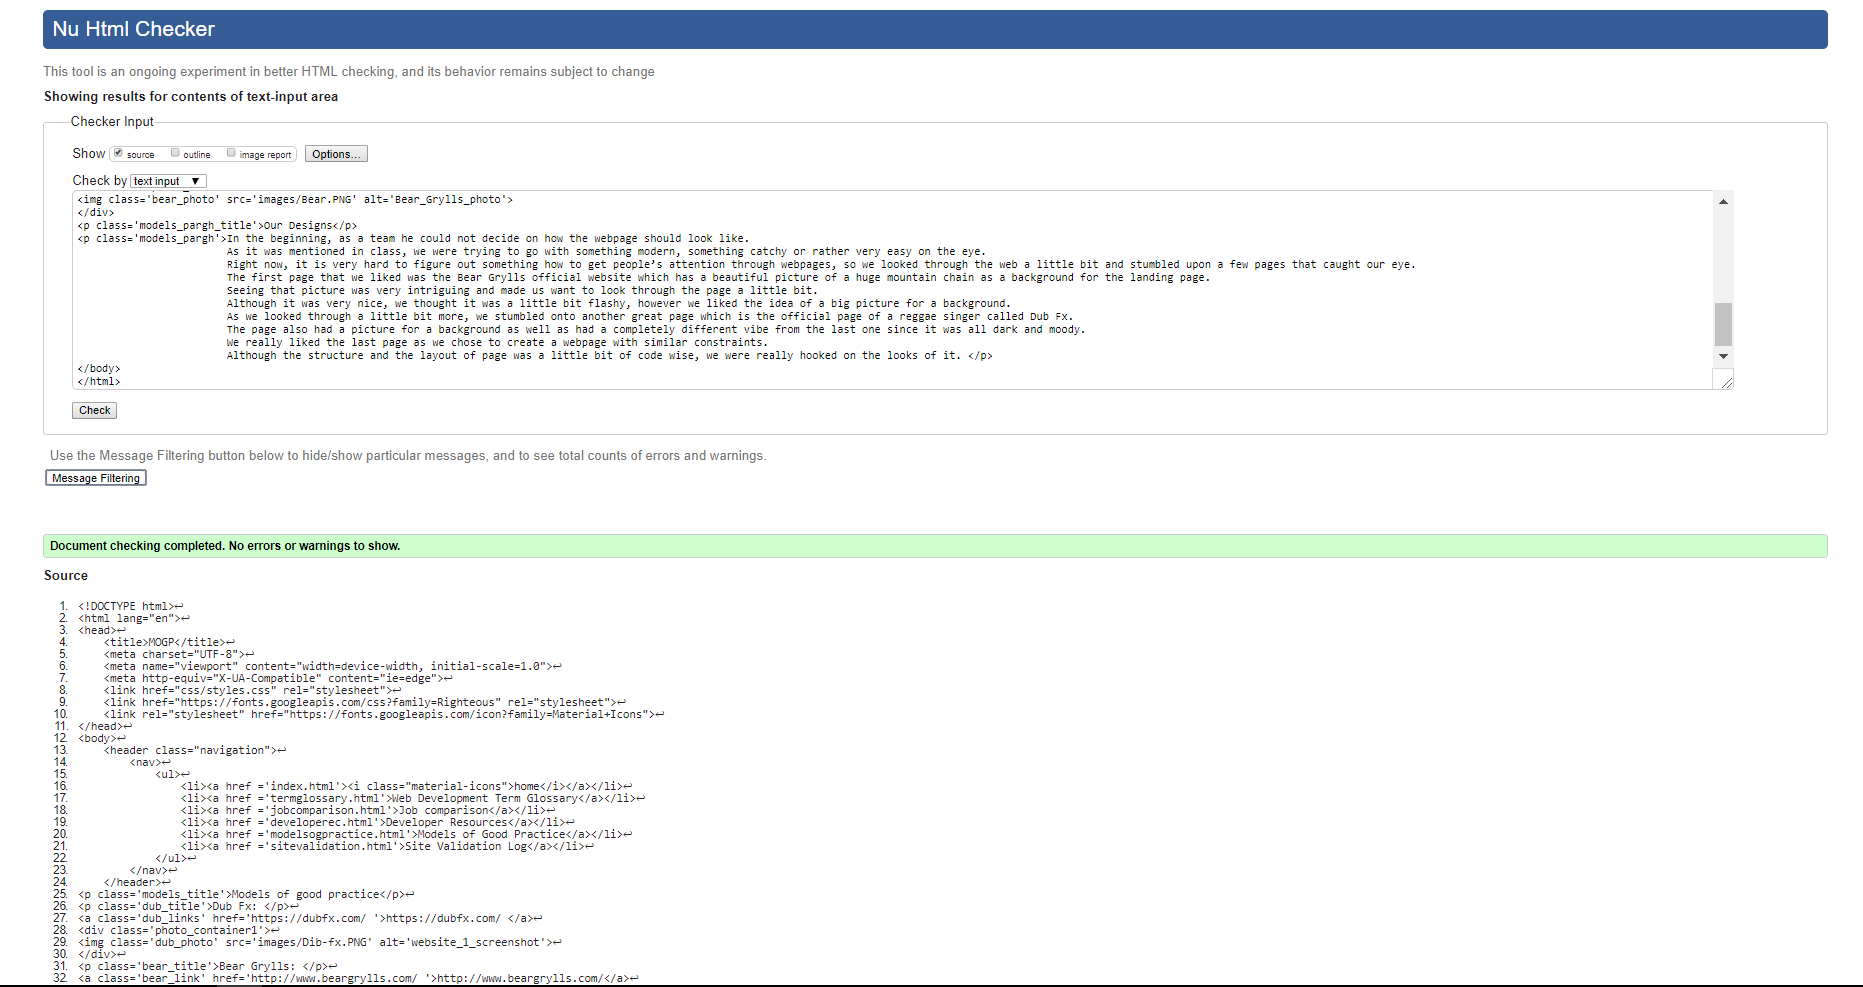 Nu Html Checker
This tool is an ongoing experiment in better HTML checking, and its behavior remains subject to change
Showing results for contents of text-input area
Checker Input
Show source outline image report Options...
Check by text input ▼
<img class='bear_photo' src='images/Bear.PNG' alt='Bear_Grylls_photo'>
</div>
<p class='models_pargh_title'>Our Designs</p>
<p class='models_pargh'>In the beginning, as a team he could not decide on how the webpage should look like.
As it was mentioned in class, we were trying to go with something modern, something catchy or rather very easy on the eye.
Right now, it is very hard to figure out something how to get people’s attention through webpages, so we looked through the web a little bit and stumbled upon a few pages that caught our eye.
The first page that we liked was the Bear Grylls official website which has a beautiful picture of a huge mountain chain as a background for the landing page.
Seeing that picture was very intriguing and made us want to look through the page a little bit.
Although it was very nice, we thought it was a little bit flashy, however we liked the idea of a big picture for a background.
As we looked through a little bit more, we stumbled onto another great page which is the official page of a reggae singer called Dub Fx.
The page also had a picture for a background as well as had a completely different vibe from the last one since it was all dark and moody.
We really liked the last page as we chose to create a webpage with similar constraints.
Although the structure and the layout of page was a little bit of code wise, we were really hooked on the looks of it. </p>
</body>
</html>
Check
Use the Message Filtering button below to hide/show particular messages, and to see total counts of errors and warnings.
Message Filtering
Document checking completed. No errors or warnings to show.
Source
1. <!DOCTYPE html>↩
2. <html lang="en">↩
3. <head>↩
4. <title>MOGP</title>↩
5. <meta charset="UTF-8">↩
6. <meta name="viewport" content="width=device-width, initial-scale=1.0">↩
7. <meta http-equiv="X-UA-Compatible" content="ie=edge">↩
8. <link href="css/styles.css" rel="stylesheet">↩
9. <link href="https://fonts.googleapis.com/css?family=Righteous" rel="stylesheet">↩
10. <link rel="stylesheet" href="https://fonts.googleapis.com/icon?family=Material+Icons">↩
11. </head>↩
12. <body>↩
13. <header class="navigation">↩
14. <nav>↩
15. <ul>↩
16. <li><a href ='index.html'><i class="material-icons">home</i></a></li>↩
17. <li><a href ='termglossary.html'>Web Development Term Glossary</a></li>↩
18. <li><a href ='jobcomparison.html'>Job comparison</a></li>↩
19. <li><a href ='developerec.html'>Developer Resources</a></li>↩
20. <li><a href ='modelsogpractice.html'>Models of Good Practice</a></li>↩
21. <li><a href ='sitevalidation.html'>Site Validation Log</a></li>↩
22. </ul>↩
23. </nav>↩
24. </header>↩
25. <p class='models_title'>Models of good practice</p>↩
26. <p class='dub_title'>Dub Fx: </p>↩
27. <a class='dub_links' href='https://dubfx.com/ '>https://dubfx.com/ </a>↩
28. <div class='photo_container1'>↩
29. <img class='dub_photo' src='images/Dib-fx.PNG' alt='website_1_screenshot'>↩
30. </div>↩
31. <p class='bear_title'>Bear Grylls: </p>↩
32. <a class='bear_link' href='http://www.beargrylls.com/ '>http://www.beargrylls.com/</a>↩